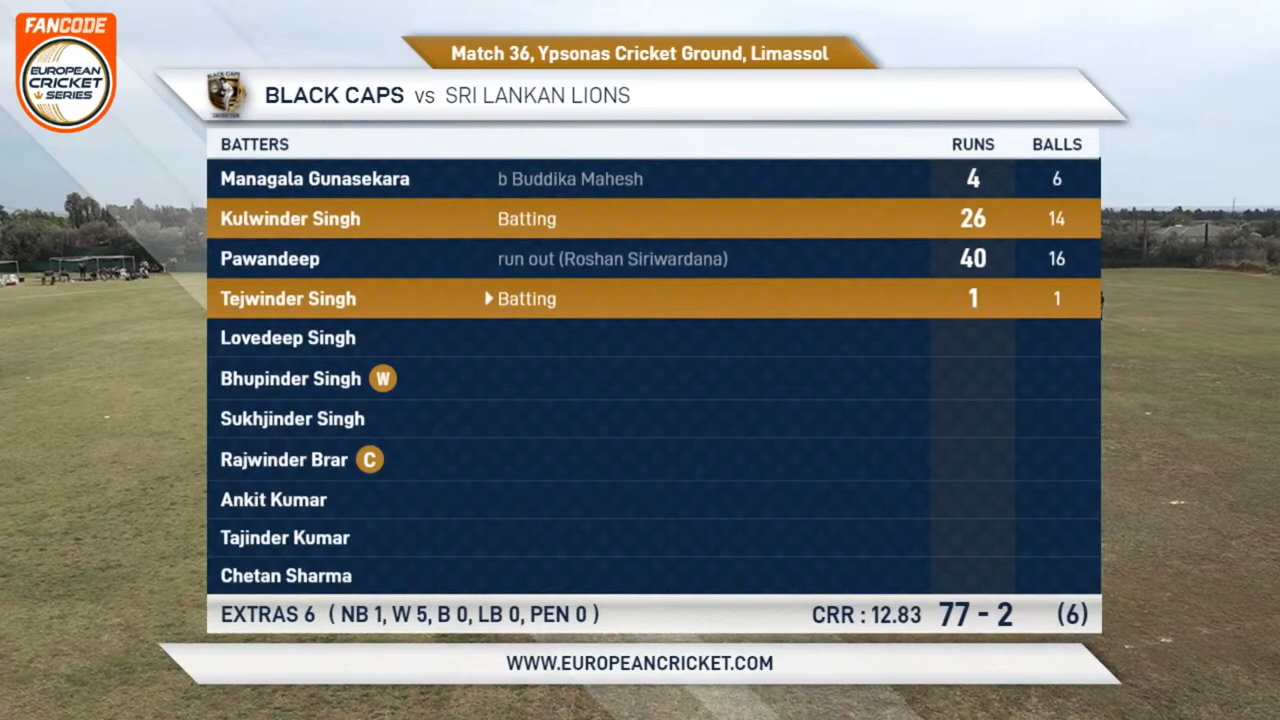 FANCODE
EUROPEAN
CRICKET
SERIES
Match 36, Ypsonas Cricket Ground, Limassol
BLACK CAPS
BLACK CAPS vs SRI LANKAN LIONS
BATTERS RUNS BALLS
Managala Gunasekara b Buddika Mahesh 4 6
Kulwinder Singh Batting 26 14
Pawandeep run out (Roshan Siriwardana) 40 16
Tejwinder Singh Batting 1 1
Lovedeep Singh
Bhupinder Singh W
Sukhjinder Singh
Rajwinder Brar C
Ankit Kumar
Tajinder Kumar
Chetan Sharma
EXTRAS 6 ( NB 1, W 5, B 0, LB 0, PEN 0 ) CRR : 12.83 77 - 2 (6)
WWW.EUROPEANCRICKET.COM